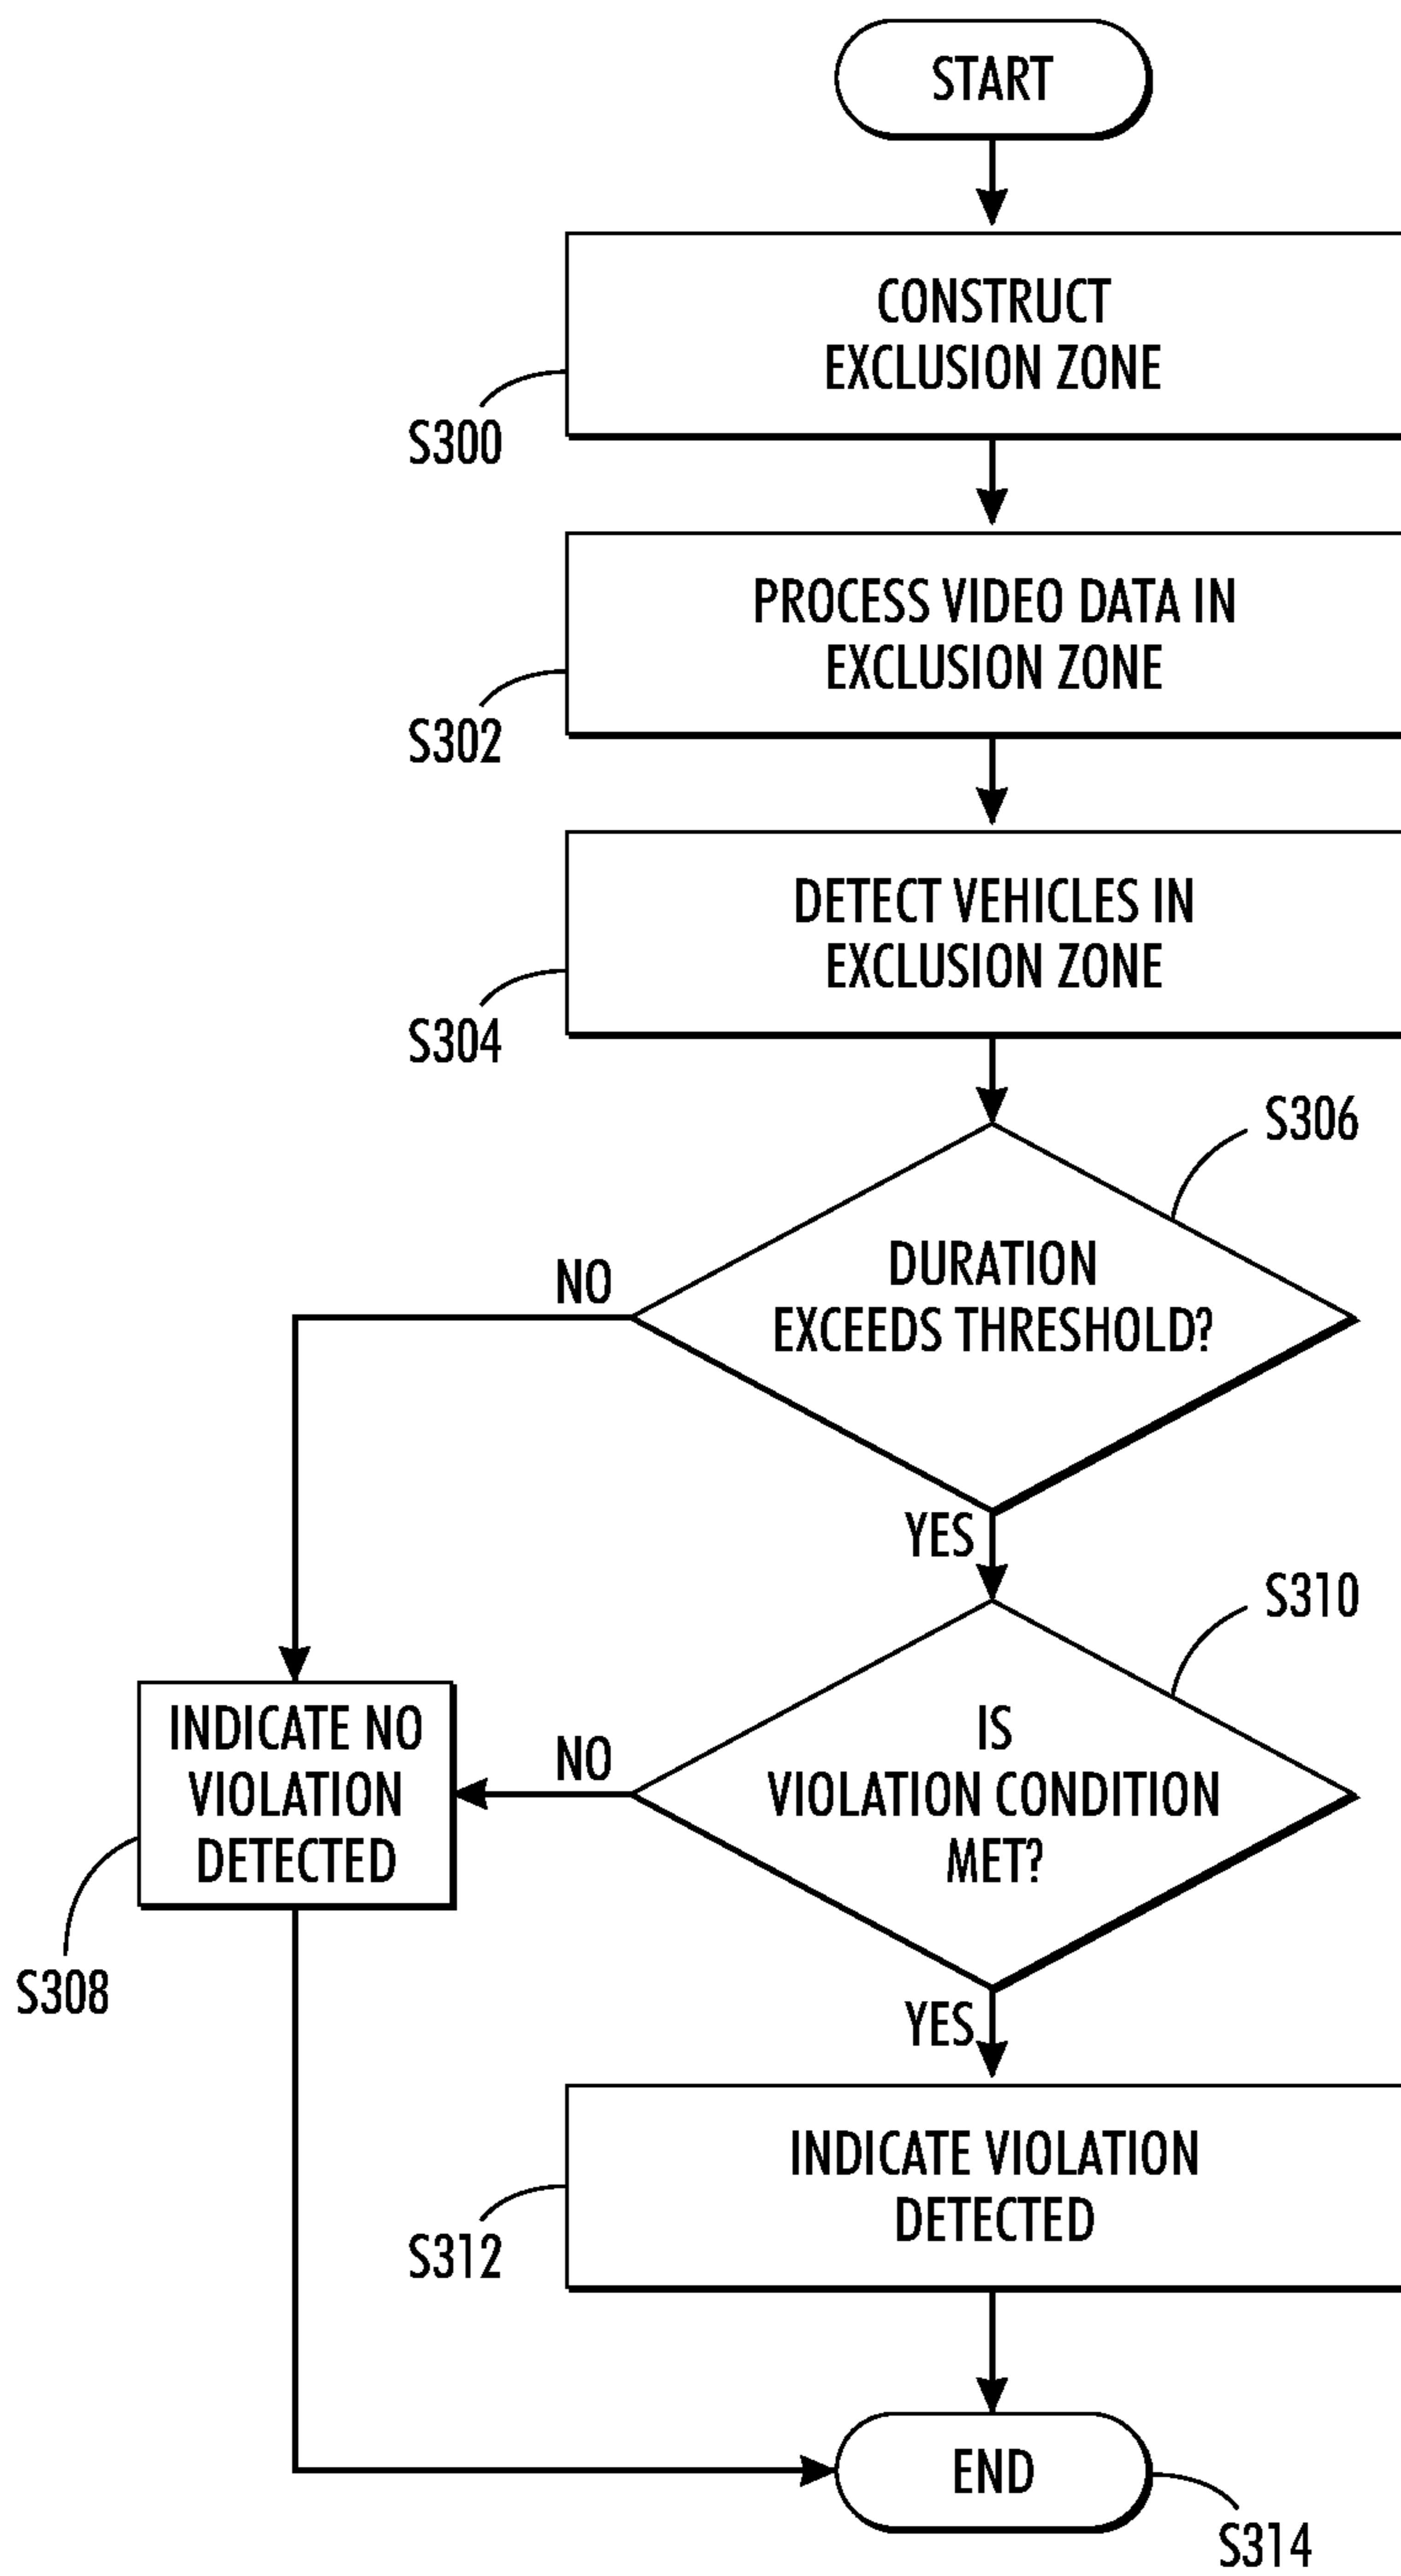 START
CONSTRUCT
EXCLUSION ZONE
S300
PROCESS VIDEO DATA IN
EXCLUSION ZONE
S302
DETECT VEHICLES IN
EXCLUSION ZONE
S304
S306
DURATION
EXCEEDS THRESHOLD?
NO
YES
S310
IS
VIOLATION CONDITION
MET?
NO
INDICATE NO
VIOLATION
DETECTED
S308
YES
INDICATE VIOLATION
DETECTED
S312
END
S314